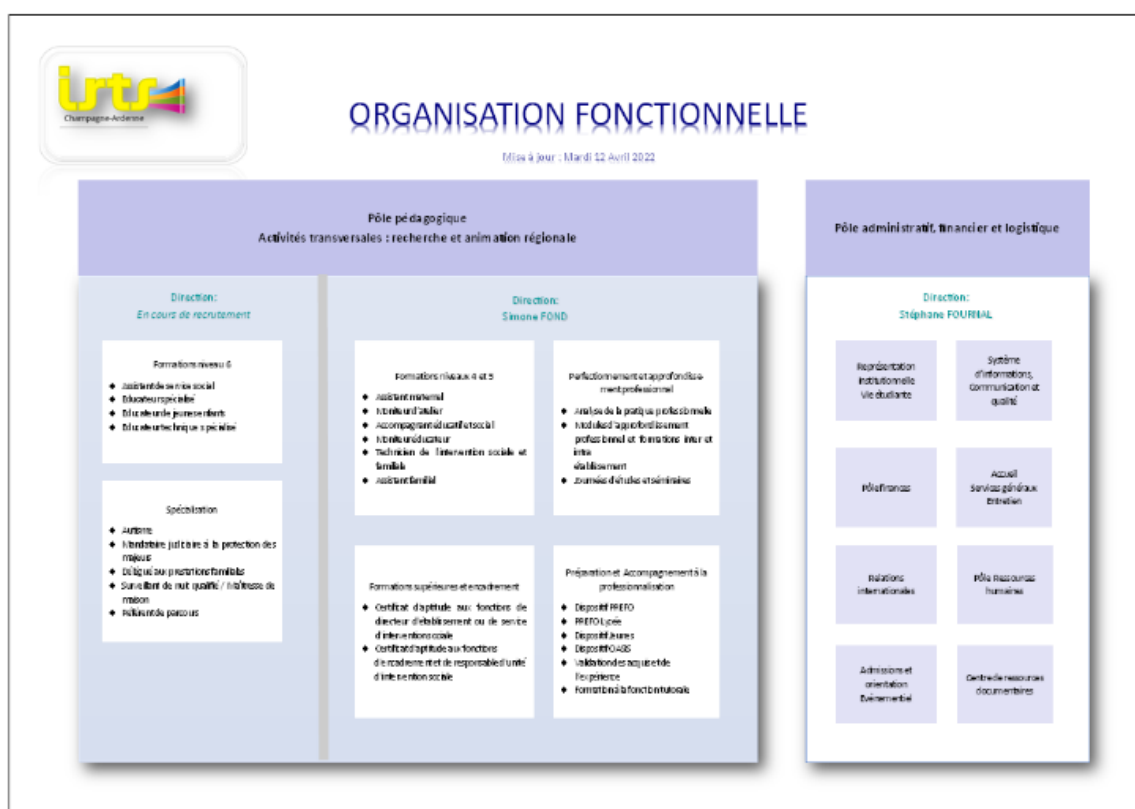 irts
Champagne-Ardenne
ORGANISATION FONCTIONNELLE
Mise à jour : Mardi 12 Avril 2022
Pôle pédagogique
Activités transversales : recherche et animation régionale
Direction:
En cours de recrutement
Formations niveau 6
◆ Assistant de service social
◆ Educateur spécialisé
◆ Educateur de jeunes enfants
◆ Educateur technique spécialisé
Spécialisation
◆ Autisme
◆ Mandataire judiciaire à la protection des
majeurs
◆ Délégué aux prestations familiales
◆ Surveillant de nuit qualifié / Maîtresse de
maison
◆ Référent de parcours
Direction:
Simone FOND
Formations niveaux 4 et 5
◆ Assistant maternel
◆ Moniteur d'atelier
◆ Accompagnant éducatif et social
◆ Moniteur éducateur
◆ Technicien de l'intervention sociale et
familiale
◆ Assistant familial
Perfectionnement et approfondisse-
ment professionnel
◆ Analyse de la pratique professionnelle
◆ Modules d'approfondissement
professionnel et formations inter et
intra
établissement
◆ Journées d'études et séminaires
Formations supérieures et encadrement
◆ Certificat d'aptitude aux fonctions de
directeur d'établissement ou de service
d'intervention sociale
◆ Certificat d'aptitude aux fonctions
d'encadrement et de responsable d'unité
d'intervention sociale
Préparation et Accompagnement à la
professionnalisation
◆ Dispositif PREFO
◆ PREFO Lycée
◆ Dispositif Jeunes
◆ Dispositif OASIS
◆ Validation des acquis et de
l'expérience
◆ Formation à la fonction tutorale
Pôle administratif, financier et logistique
Direction:
Stéphane FOURNAL
Représentation
institutionnelle
Vie étudiante
Système
d'informations,
Communication et
qualité
Pôle finances
Accueil
Services généraux
Entretien
Relations
internationales
Pôle Ressources
humaines
Admissions et
orientation
Evénementiel
Centre de ressources
documentaires